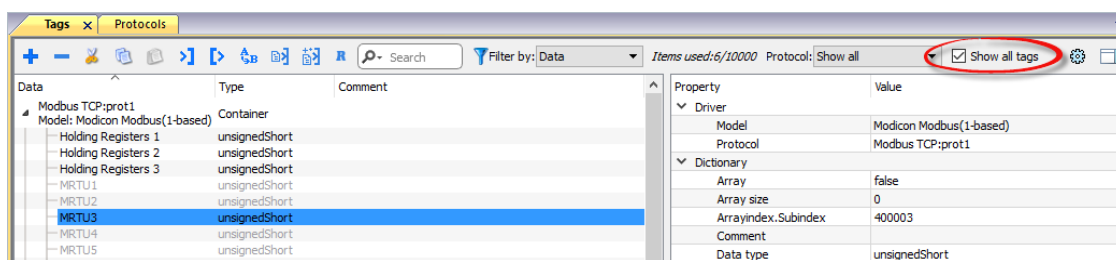 Tags x Protocols
Search Filter by: Data Items used:6/10000 Protocol: Show all Show all tags
Data Type Comment Property Value
Modbus TCP:prot1
Model: Modicon Modbus(1-based) Container
Driver
Model Modicon Modbus(1-based)
Holding Registers 1 unsignedShort
Protocol Modbus TCP:prot1
Holding Registers 2 unsignedShort
Dictionary
Holding Registers 3 unsignedShort
Array false
MRTU1 unsignedShort
Array size 0
MRTU2 unsignedShort
MRTU3 unsignedShort
Arrayindex.Subindex 400003
MRTU4 unsignedShort
Comment
MRTU5 unsignedShort
Data type unsignedShort